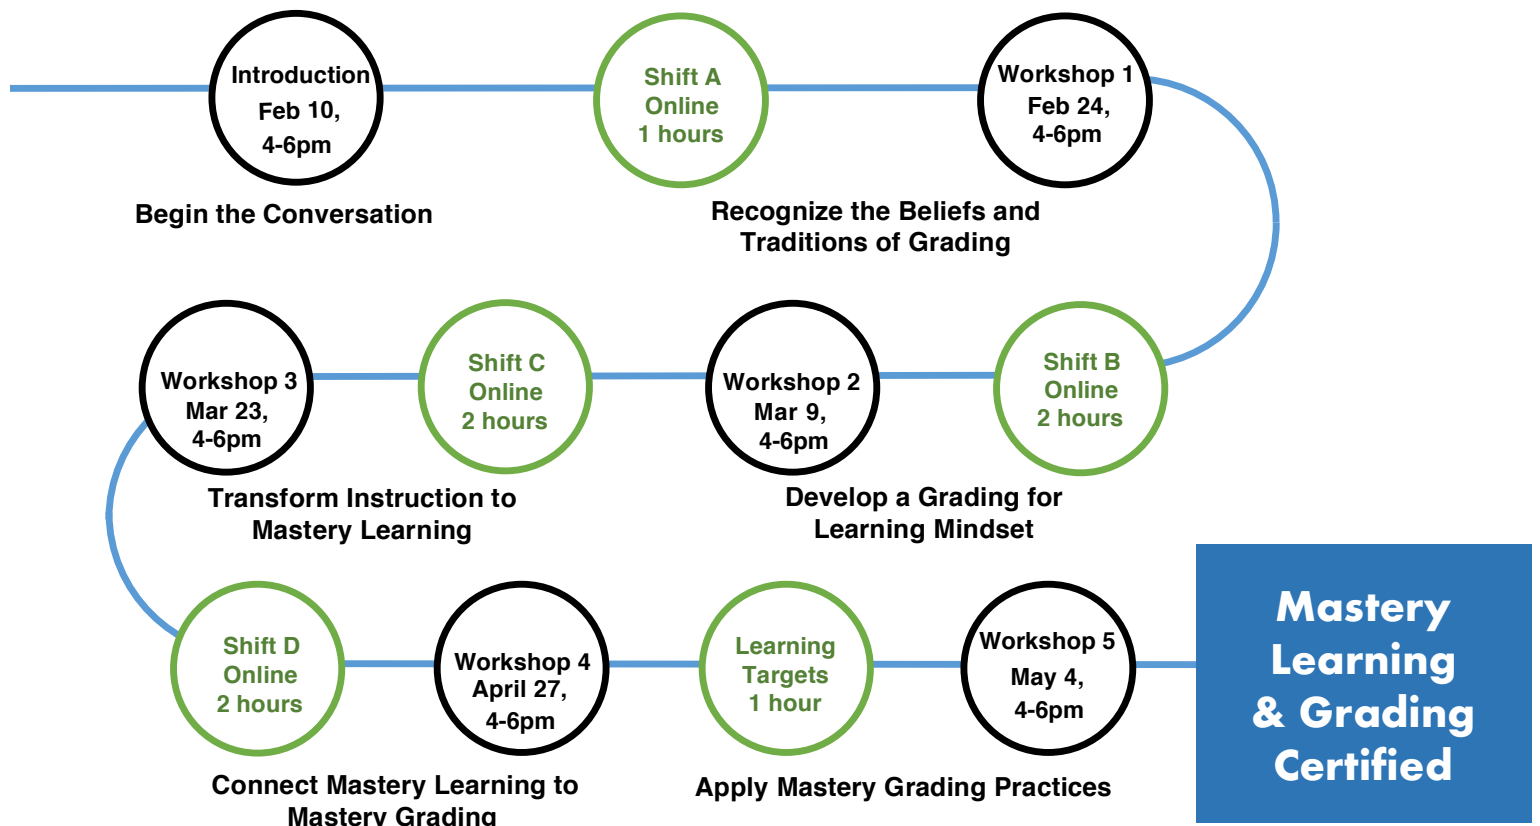 Introduction
Feb 10,
4-6pm
Shift A
Online
1 hours
Workshop 1
Feb 24,
4-6pm
Begin the Conversation
Recognize the Beliefs and
Traditions of Grading
Workshop 3
Mar 23,
4-6pm
Shift C
Online
2 hours
Workshop 2
Mar 9,
4-6pm
Shift B
Online
2 hours
Transform Instruction to
Mastery Learning
Develop a Grading for
Learning Mindset
Shift D
Online
2 hours
Workshop 4
April 27,
4-6pm
Learning
Targets
1 hour
Workshop 5
May 4,
4-6pm
Mastery
Learning
& Grading
Certified
Connect Mastery Learning to
Mastery Grading
Apply Mastery Grading Practices